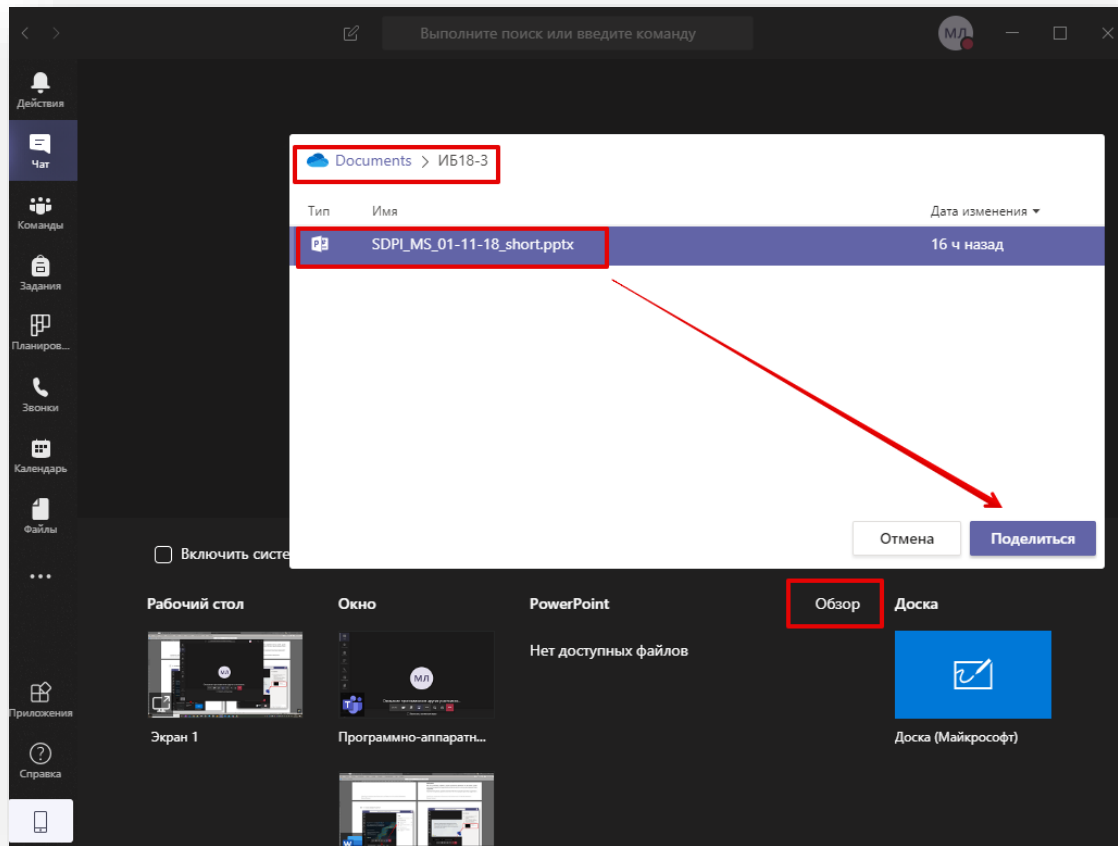 Выполните поиск или введите команду
МЛ
Действия
Чат
Команды
Задания
Планиров...
Звонки
Календарь
Файлы
Приложения
Справка
Documents > ИБ18-3
Тип Имя Дата изменения
SDPI_MS_01-11-18_short.pptx 16 ч назад
Отмена Поделиться
Включить систе
Рабочий стол Окно PowerPoint Обзор Доска
Нет доступных файлов
МЛ
МЛ
Экран 1 Программно-аппаратн... Доска (Майкрософт)